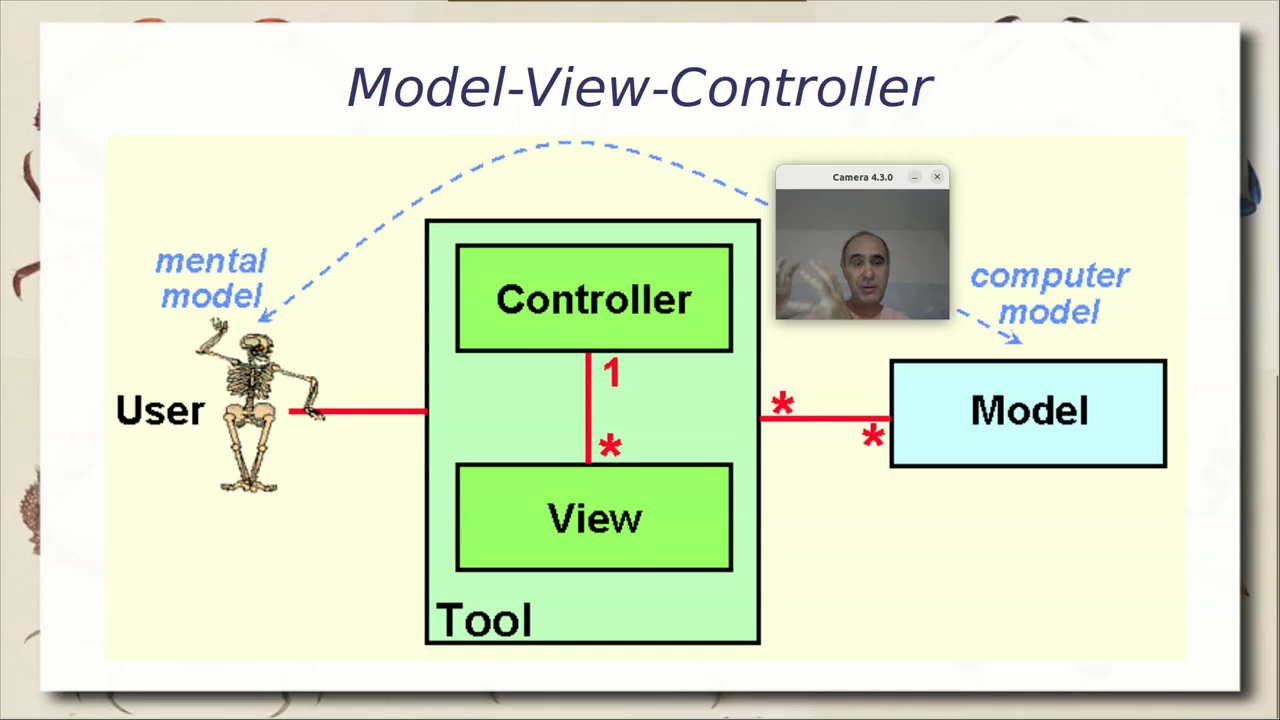 Model-View-Controller
Camera 4.3.0
mental
model
computer
model
Controller
1
*
User
*
*
Model
View
Tool